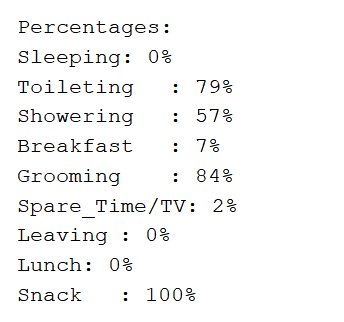 Percentages:
Sleeping: 0%
Toileting   : 79%
Showering   : 57%
Breakfast   : 7%
Grooming    : 84%
Spare_Time/TV: 2%
Leaving : 0%
Lunch: 0%
Snack   : 100%